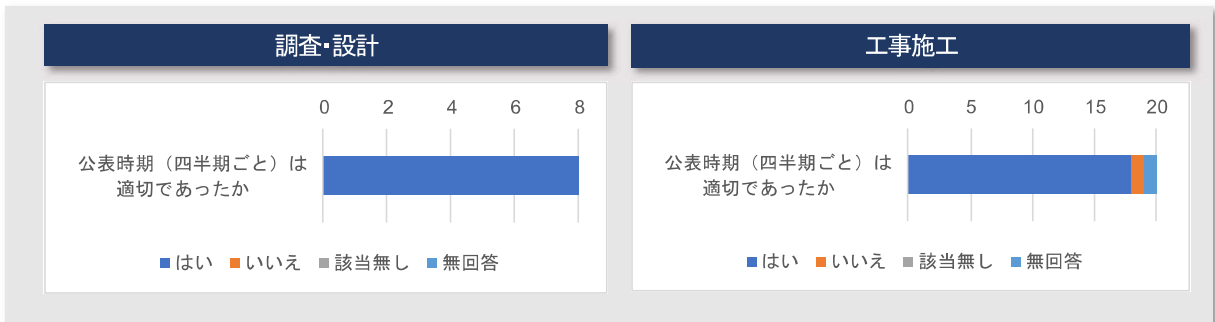 調査・設計
0 2 4 6 8
公表時期（四半期ごと）は
適切であったか
はい いいえ 該当無し 無回答
工事施工
0 5 10 15 20
公表時期（四半期ごと）は
適切であったか
はい いいえ 該当無し 無回答